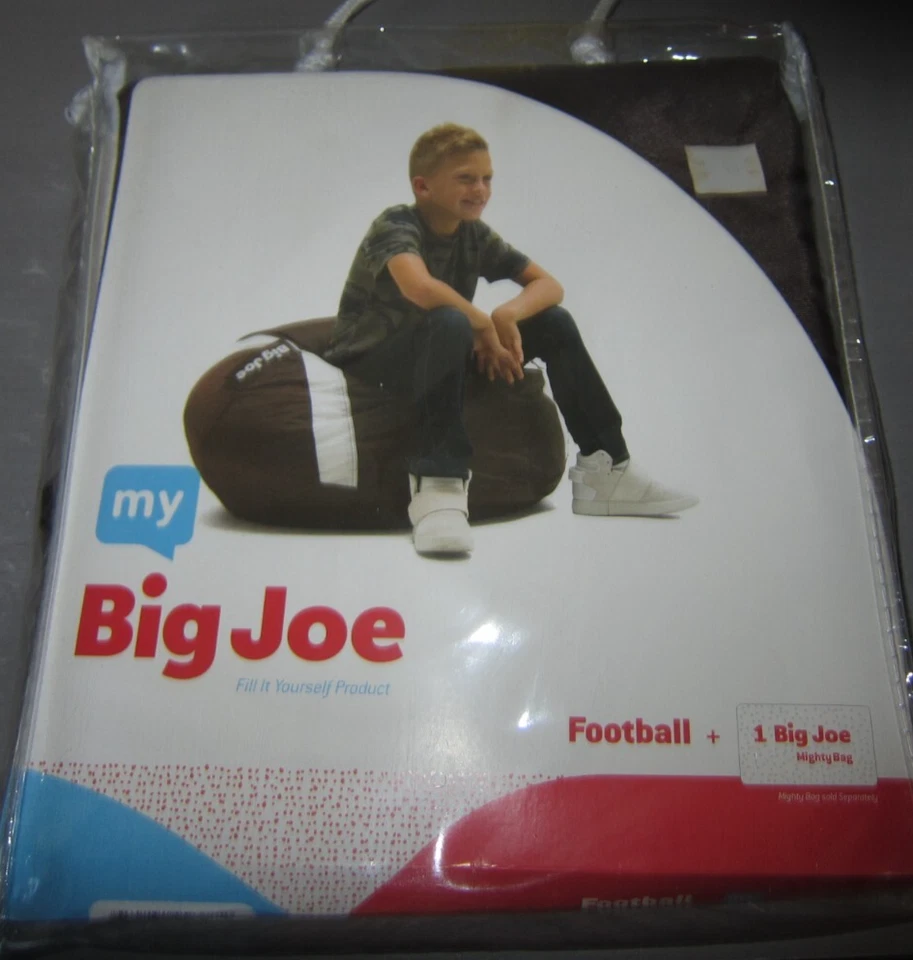 Big Joe
my
Big Joe
Fill It Yourself Product
Football + 1 Big Joe
Mighty Bag
Mighty Bag sold Separately
Football